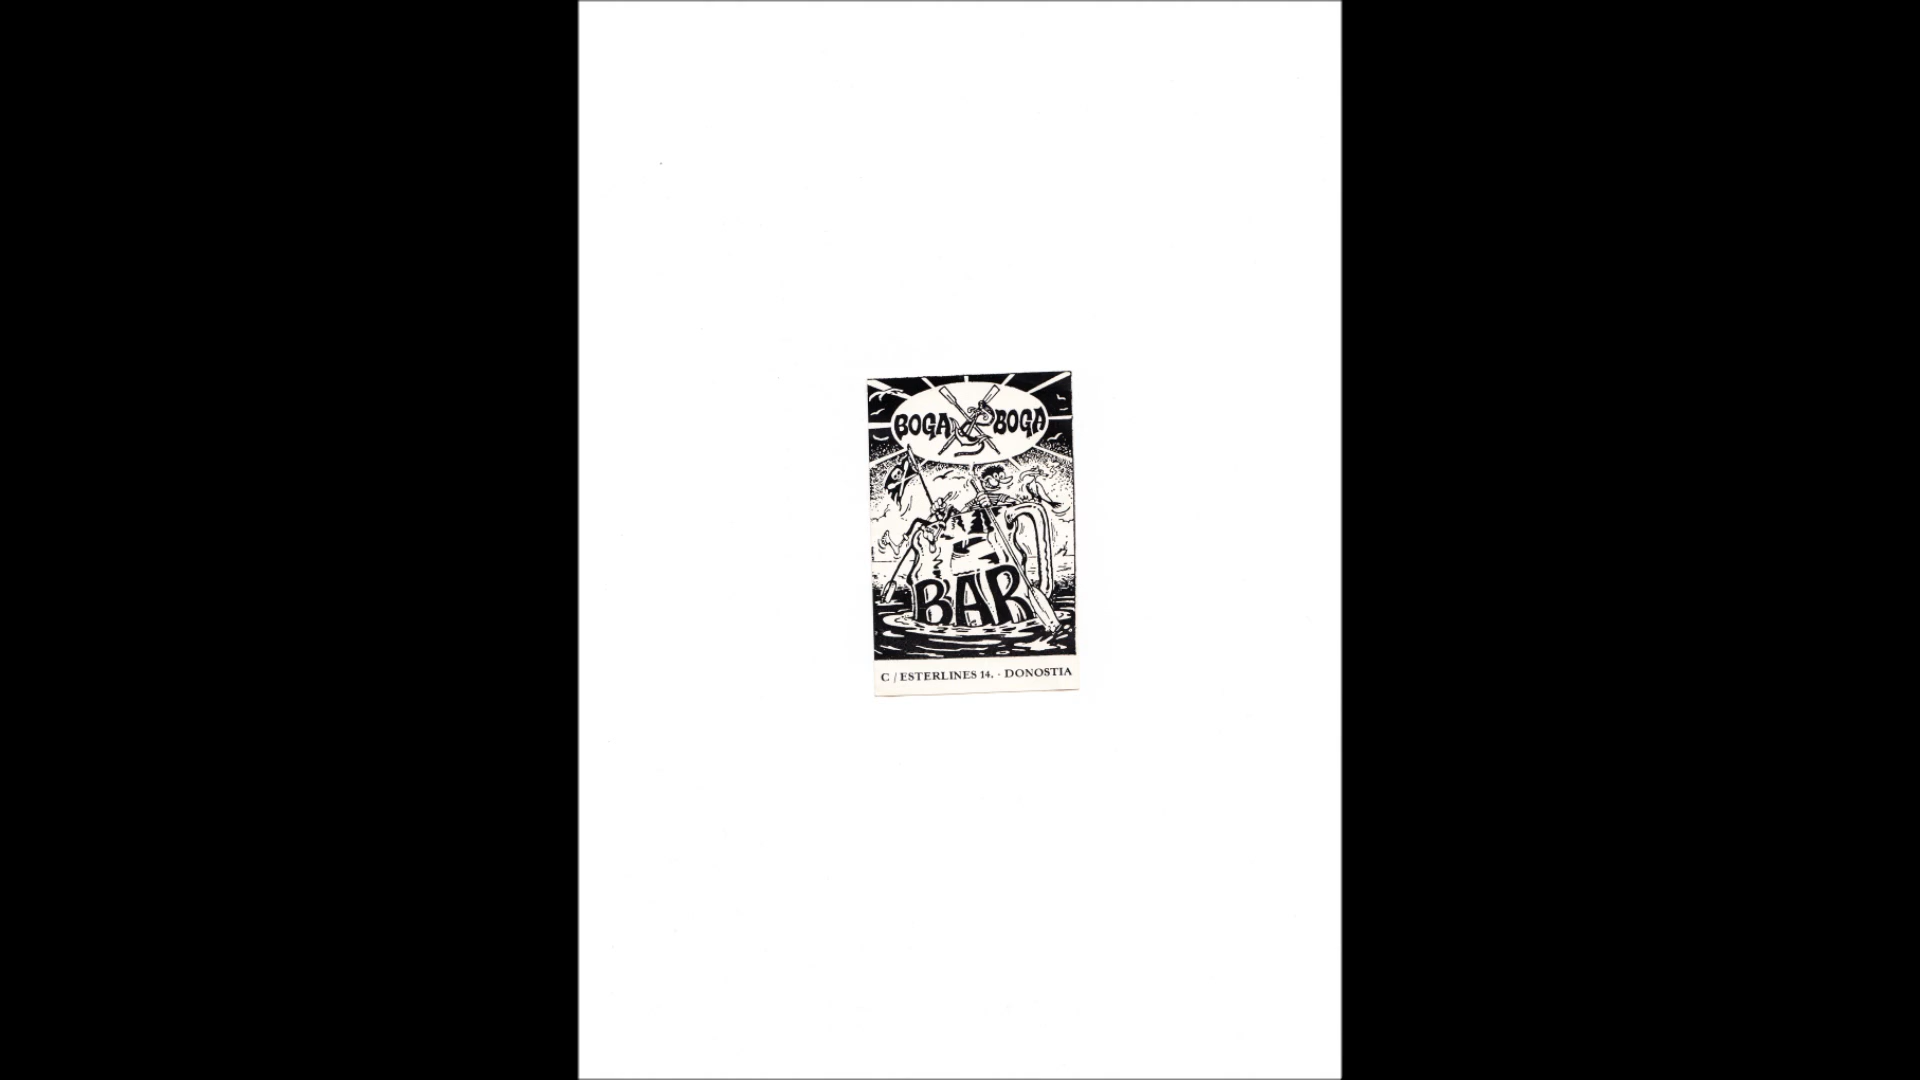 BOGA BOGA
BAR
C / ESTERLINES 14. · DONOSTIA